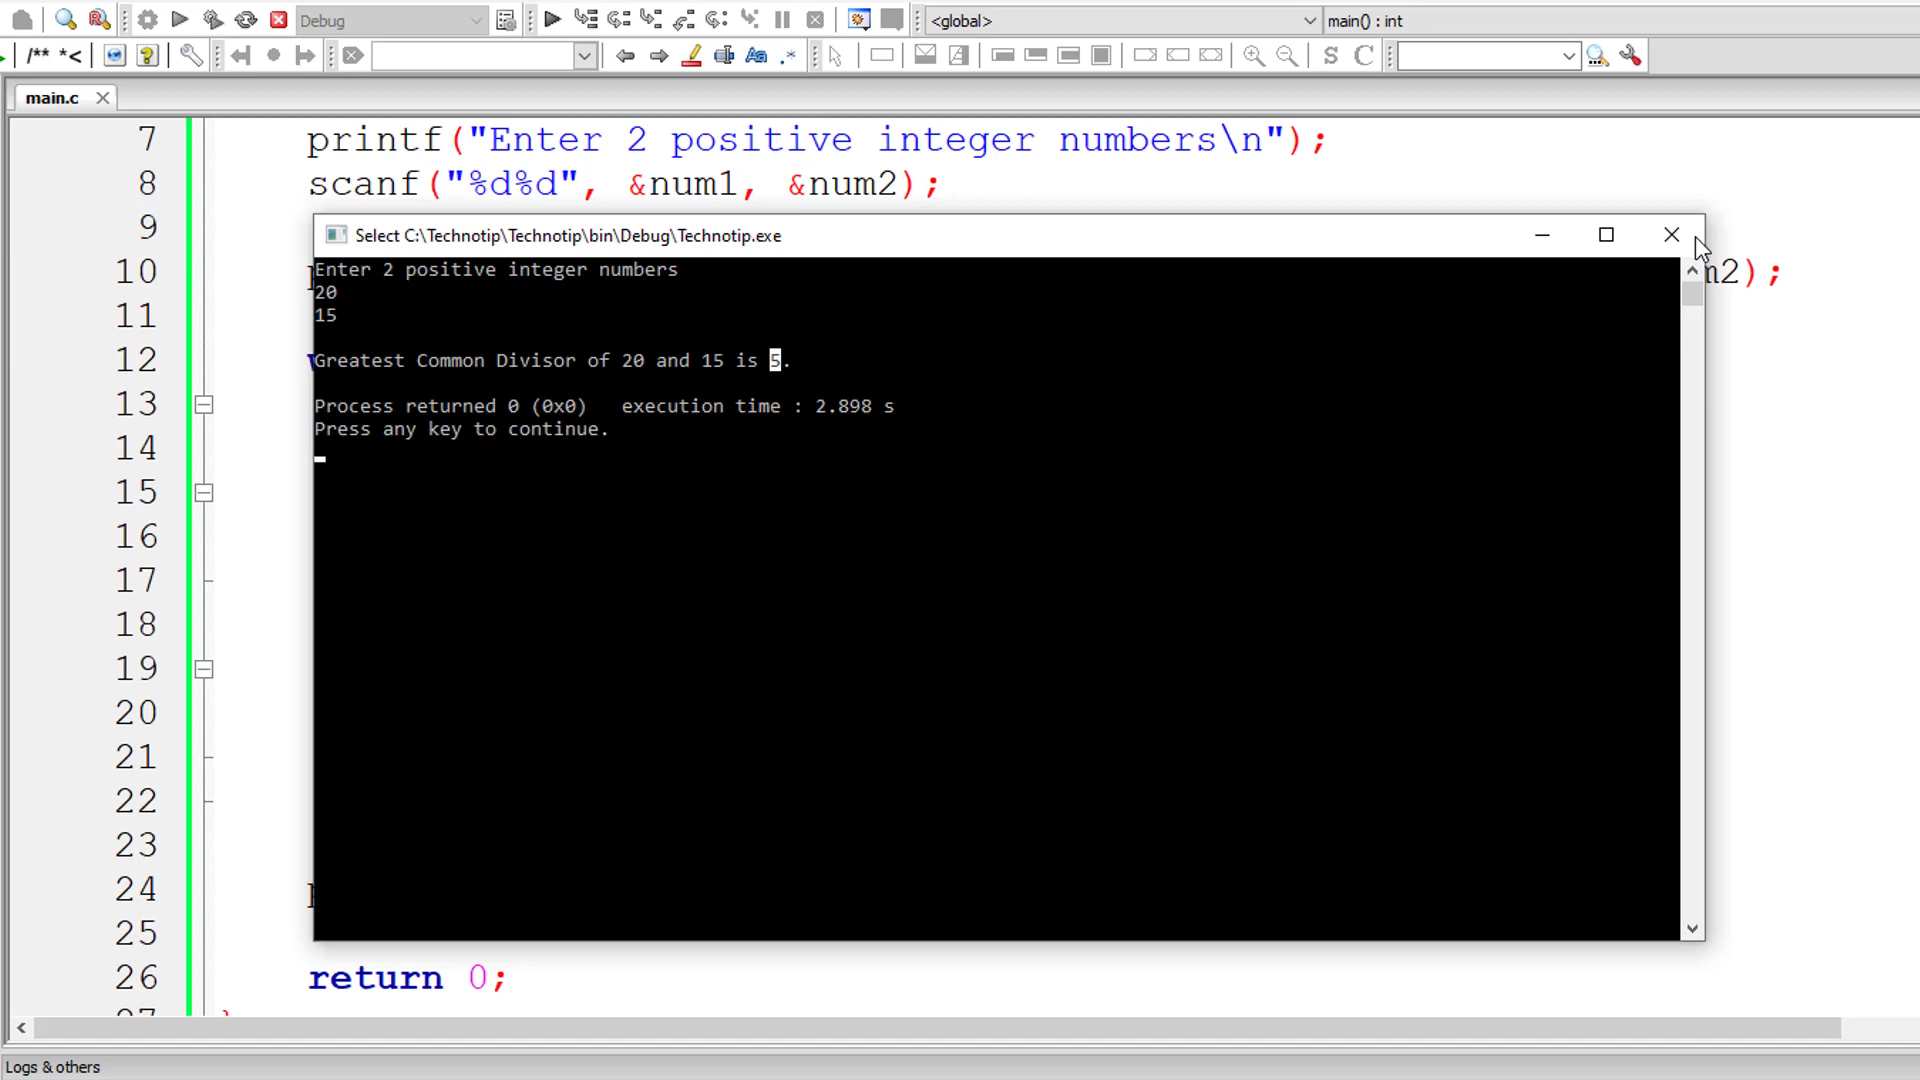 Debug
<global>
main() : int
/** *<
Aa
.*
S C
main.c
7 printf("Enter 2 positive integer numbers\n");
8 scanf("%d%d", &num1, &num2);
9
Select C:\Technotip\Technotip\bin\Debug\Technotip.exe
Enter 2 positive integer numbers
20
15
Greatest Common Divisor of 20 and 15 is 5.
Process returned 0 (0x0) execution time : 2.898 s
Press any key to continue.
10 m2);
11
12
13
14
15
16
17
18
19
20
21
22
23
24
25
26 return 0;
Logs & others